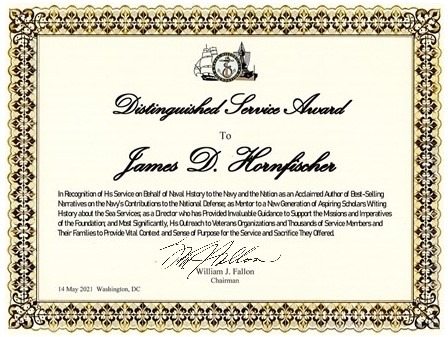 Distinguished Service Award
To
James D. Hornfischer
In Recognition of His Service on Behalf of Naval History to the Navy and the Nation as an Acclaimed Author of Best-Selling
Narratives on the Navy's Contributions to the National Defense; as Mentor to a New Generation of Aspiring Scholars Writing
History about the Sea Services; as a Director who has Provided Invaluable Guidance to Support the Missions and Imperatives
of the Foundation; and Most Significantly, His Outreach to Veterans Organizations and Thousands of Service Members and
Their Families to Provide Vital Context and Sense of Purpose for the Service and Sacrifice They Offered.
William J. Fallon
Chairman
14 May 2021 Washington, DC